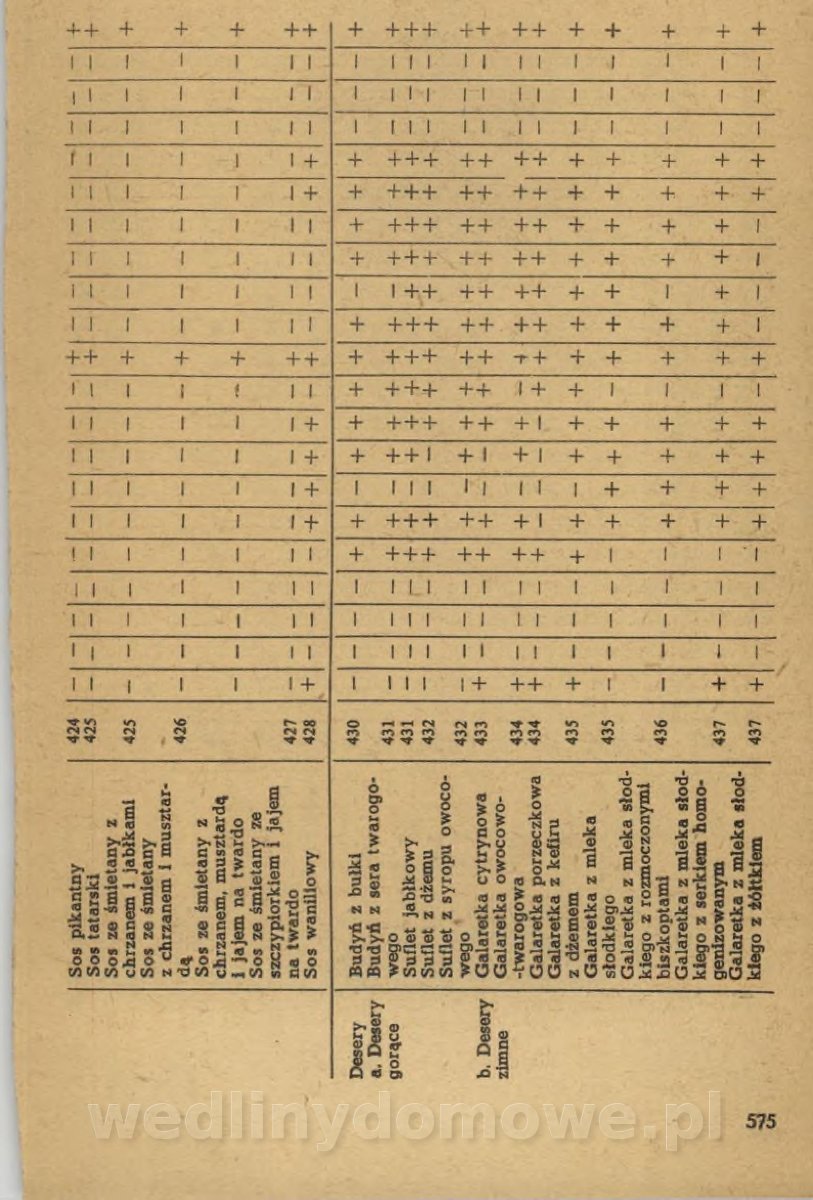 Sos pikantny 424 − − − − − − − − − − + − − − − − − − − − +
Sos tatarski 425 − − − − − − − − − − + − − − − − − − − − +
Sos ze śmietany z
chrzanem i jabłkami 425 − − − − − − − − − − + − − − − − − − − − +
Sos ze śmietany
z chrzanem i musztar-
dą 426 − − − − − − − − − − + − − − − − − − − − +
Sos ze śmietany z
chrzanem, musztardą
i jajem na twardo − − − − − − − − − − + − − − − − − − − − +
Sos ze śmietany ze
szczypiorkiem i jajem
na twardo 427 − − − − − − − − − − + − − − − − − − − − +
Sos waniliowy 428 + − − − − + + + + − + − − − − + + − − − +
Desery Budyń z bułki 430 − − − − + + − + + + + + − + + + + − − − +
a. Desery Budyń z sera twarogo-
gorące wego 431 − − − − + + − + + + + + − + + + + − − − +
Suflet jabłkowy 431 − − − − + + − + + + + + + + + + + − − − +
Suflet z dżemu 432 − − − − + + − − + + + + + + + + + − − − +
Suflet z syropu owoco-
wego 432 − − − − + + − + + + + + + + + + + − − − +
b. Desery Galaretka cytrynowa 433 + − − − + + − − + + + + + + + + + − − − +
zimne Galaretka owocowo-
-twarogowa 434 + − − − + + − + + − + + + + + + + − − − +
Galaretka porzeczkowa 434 + − − − + − − − − + + + + + + + + − − − +
Galaretka z kefiru
z dżemem 435 + − − − + + − + + + + + + + + + + − − − +
Galaretka z mleka
słodkiego 435 − − − − − + + + + − + + + + + + + − − − +
Galaretka z mleka słod-
kiego z rozmoczonymi
biszkoptami 436 − − − − − + + + + − + + − + + + + − − − +
Galaretka z mleka słod-
kiego z serkiem homo-
genizowanym 437 + − − − − + + + + − + + + + + + + − − − +
Galaretka z mleka słod-
kiego z żółtkiem 437 + − − − − + + + + − + − − − − + + − − − +
575
wedlinydomowe.pl